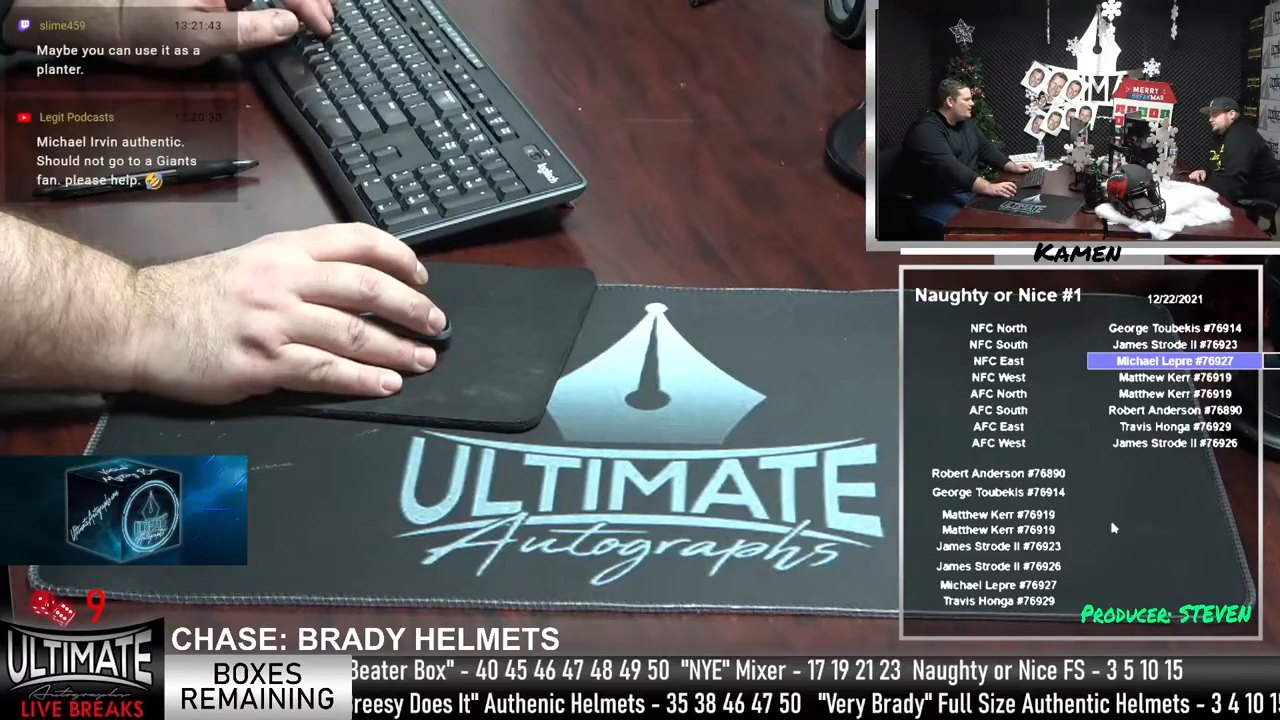 slime459 13:21:43
Maybe you can use it as a
planter.
Legit Podcasts 13:20:30
Michael Irvin authentic.
Should not go to a Giants
fan. please help. 🤣
MERRY
BREAKMAS
Kamen
Naughty or Nice #1 12/22/2021
NFC North George Toubekis #76914
NFC South James Strode II #76923
NFC East Michael Lepre #76927
NFC West Matthew Kerr #76919
AFC North Matthew Kerr #76919
AFC South Robert Anderson #76890
AFC East Travis Honga #76929
AFC West James Strode II #76926
Robert Anderson #76890
George Toubekis #76914
Matthew Kerr #76919
Matthew Kerr #76919
James Strode II #76923
James Strode II #76926
Michael Lepre #76927
Travis Honga #76929
Producer: STEVEN
logitech
ULTIMATE
Autographs
ULTIMATE
9
CHASE: BRADY HELMETS
ULTIMATE
Autographs
LIVE BREAKS
BOXES
REMAINING
Beater Box" - 40 45 46 47 48 49 50 "NYE" Mixer - 17 19 21 23 Naughty or Nice FS - 3 5 10 15
reesy Does It" Authenic Helmets - 35 38 46 47 50 "Very Brady" Full Size Authentic Helmets - 3 4 10